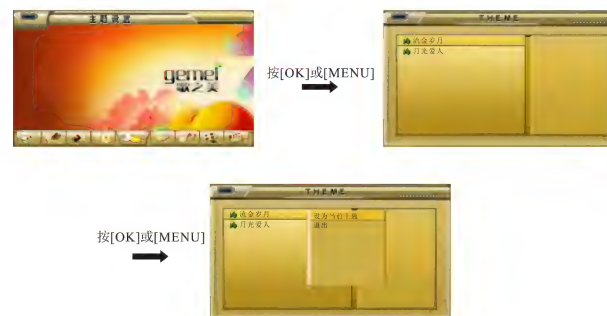 主题设置
gemei
歌之美
按[OK]或[MENU]
THEME
流金岁月
月光爱人
按[OK]或[MENU]
THEME
流金岁月
月光爱人
设为当前主题
退出